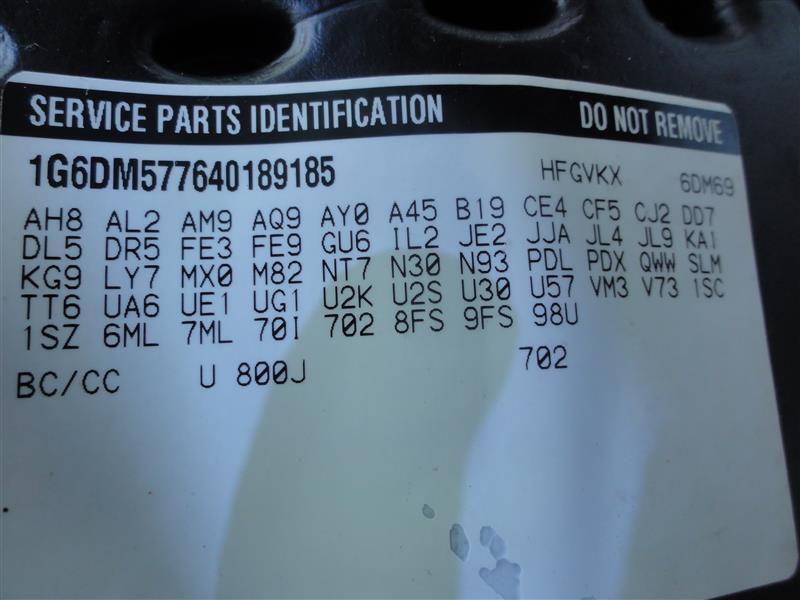 SERVICE PARTS IDENTIFICATION DO NOT REMOVE
1G6DM577640189185 HFGVKX 6DM69
AH8 AL2 AM9 AQ9 AY0 A45 B19 CE4 CF5 CJ2 DD7
DL5 DR5 FE3 FE9 GU6 IL2 JE2 JJA JL4 JL9 KA1
KG9 LY7 MX0 M82 NT7 N30 N93 PDL PDX QWW SLM
TT6 UA6 UE1 UG1 U2K U2S U30 U57 VM3 V73 1SC
1SZ 6ML 7ML 70I 702 8FS 9FS 98U
BC/CC U 800J 702